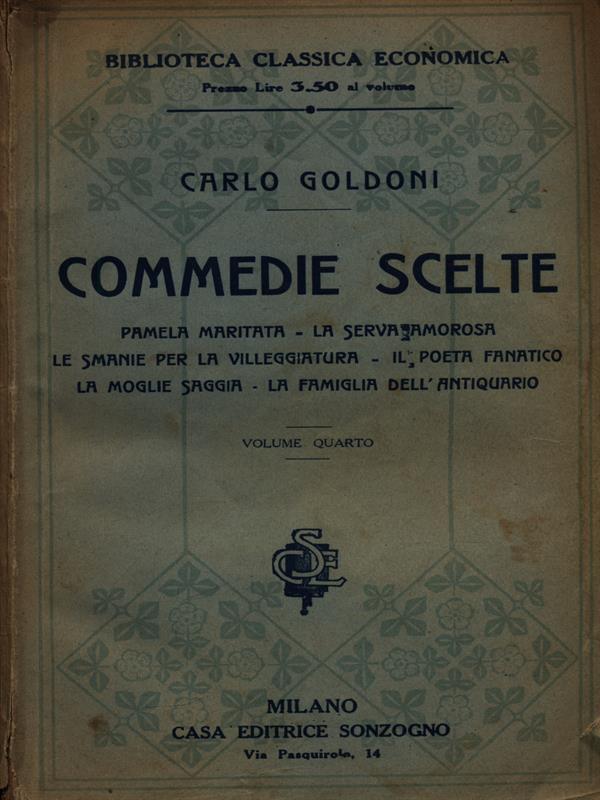 BIBLIOTECA CLASSICA ECONOMICA
Prezzo Lire 3.50 al volume
CARLO GOLDONI
COMMEDIE SCELTE
PAMELA MARITATA - LA SERVA AMOROSA
LE SMANIE PER LA VILLEGGIATURA - IL POETA FANATICO
LA MOGLIE SAGGIA - LA FAMIGLIA DELL'ANTIQUARIO
VOLUME QUARTO
CSE
MILANO
CASA EDITRICE SONZOGNO
Via Pasquirolo, 14